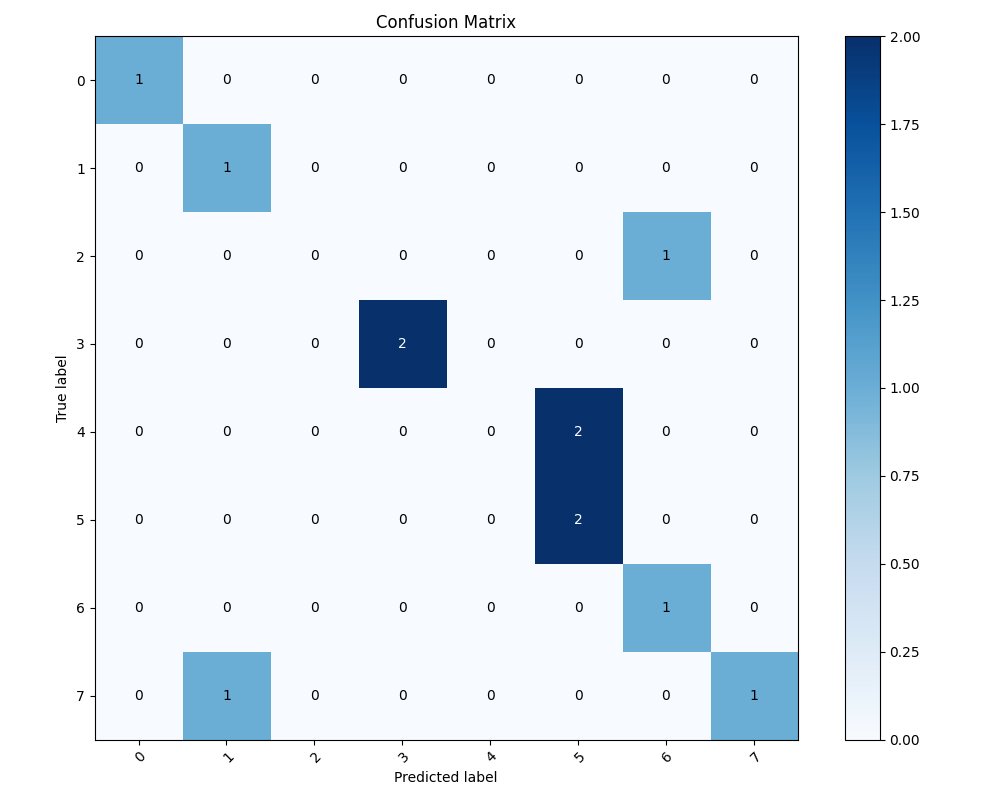 Confusion Matrix
True label
0 1 0 0 0 0 0 0 0
1 0 1 0 0 0 0 0 0
2 0 0 0 0 0 0 1 0
3 0 0 0 2 0 0 0 0
4 0 0 0 0 0 2 0 0
5 0 0 0 0 0 2 0 0
6 0 0 0 0 0 0 1 0
7 0 1 0 0 0 0 0 1
0 1 2 3 4 5 6 7
Predicted label
2.00
1.75
1.50
1.25
1.00
0.75
0.50
0.25
0.00